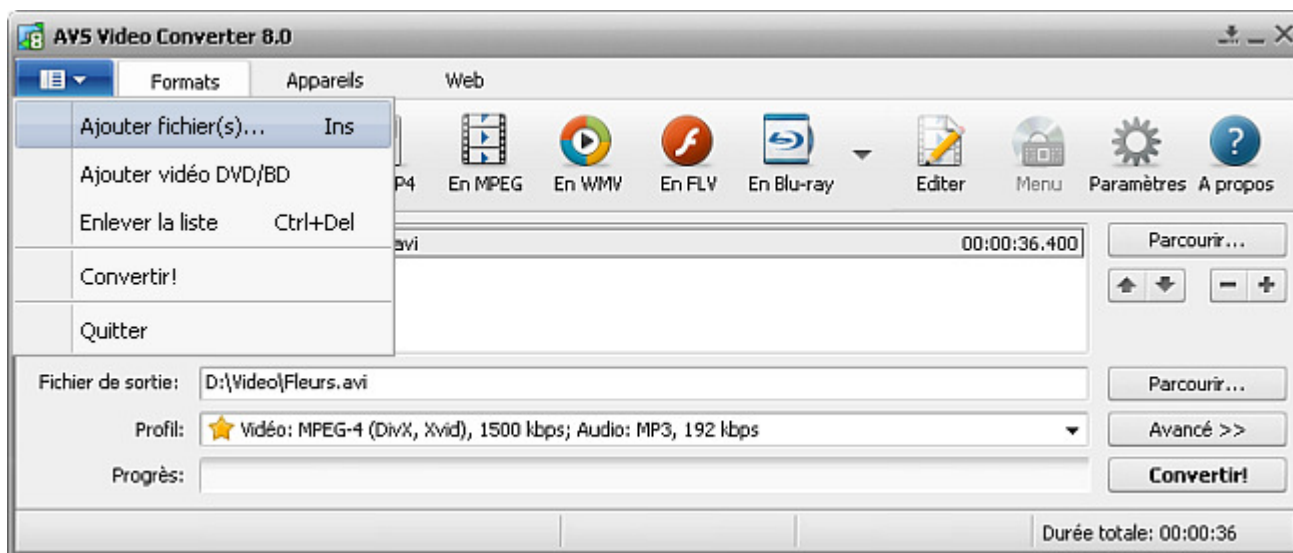 AVS Video Converter 8.0
Formats Appareils Web
Ajouter fichier(s)... Ins
Ajouter vidéo DVD/BD
Enlever la liste Ctrl+Del
Convertir!
Quitter
P4 En MPEG En WMV En FLV En Blu-ray Editer Menu Paramètres A propos
avi 00:00:36.400 Parcourir...
Fichier de sortie: D:\Video\Fleurs.avi Parcourir...
Profil: Vidéo: MPEG-4 (DivX, Xvid), 1500 kbps; Audio: MP3, 192 kbps Avancé >>
Progrès: Convertir!
Durée totale: 00:00:36